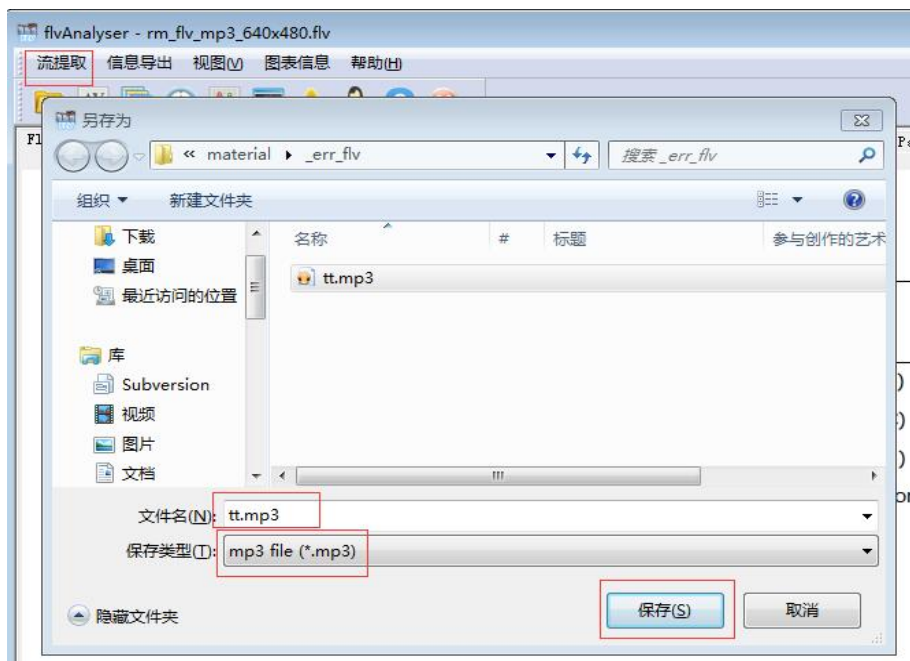 flvAnalyser - rm_flv_mp3_640x480.flv
流提取 信息导出 视图(V) 图表信息 帮助(H)
另存为
Fl
« material ▸ _err_flv 搜索 _err_flv
组织 ▼ 新建文件夹
下载 名称 # 标题 参与创作的艺术
桌面 tt.mp3
最近访问的位置
库
Subversion
视频
图片
文档
文件名(N): tt.mp3
保存类型(T): mp3 file (*.mp3)
隐藏文件夹 保存(S) 取消